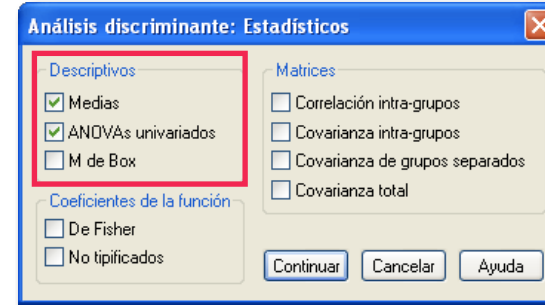 Análisis discriminante: Estadísticos
Descriptivos
Medias
ANOVAs univariados
M de Box
Coeficientes de la función
De Fisher
No tipificados
Matrices
Correlación intra-grupos
Covarianza intra-grupos
Covarianza de grupos separados
Covarianza total
Continuar
Cancelar
Ayuda